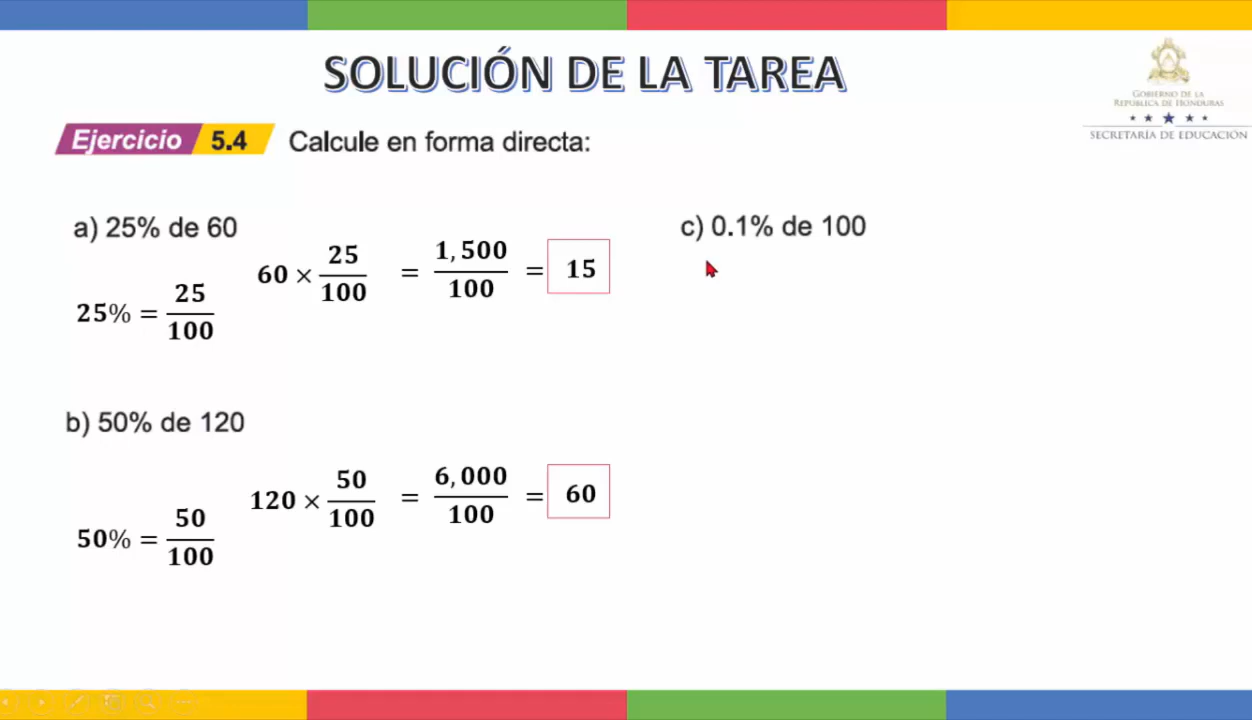 SOLUCIÓN DE LA TAREA
GOBIERNO DE LA
REPÚBLICA DE HONDURAS
SECRETARÍA DE EDUCACIÓN
Ejercicio 5.4 Calcule en forma directa:
a) 25% de 60
60 × 25/100 = 1,500/100 = 15
25% = 25/100
b) 50% de 120
120 × 50/100 = 6,000/100 = 60
50% = 50/100
c) 0.1% de 100